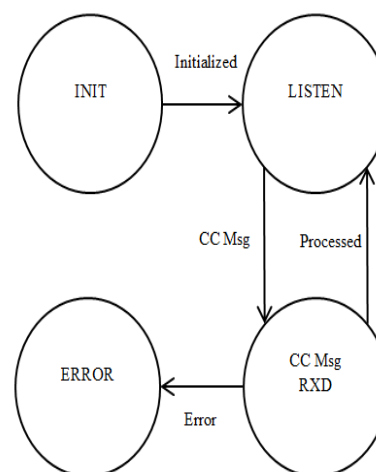 Initialized
INIT
LISTEN
CC Msg
Processed
CC Msg
RXD
ERROR
Error